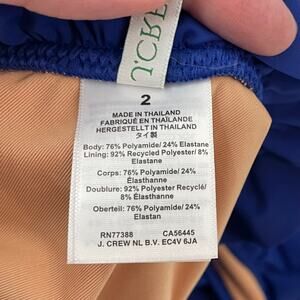 J.CRE
2
MADE IN THAILAND
FABRIQUÉ EN THAÏLANDE
HERGESTELLT IN THAILAND
タイ製
Body: 76% Polyamide/ 24% Elastane
Lining: 92% Recycled Polyester/ 8%
Elastane
Corps: 76% Polyamide/ 24%
Élasthanne
Doublure: 92% Polyester Recyclé/
8% Élasthanne
Oberteil: 76% Polyamid/ 24%
Elastan
RN77388 CA56445
J. CREW NL B.V. EC4V 6JA